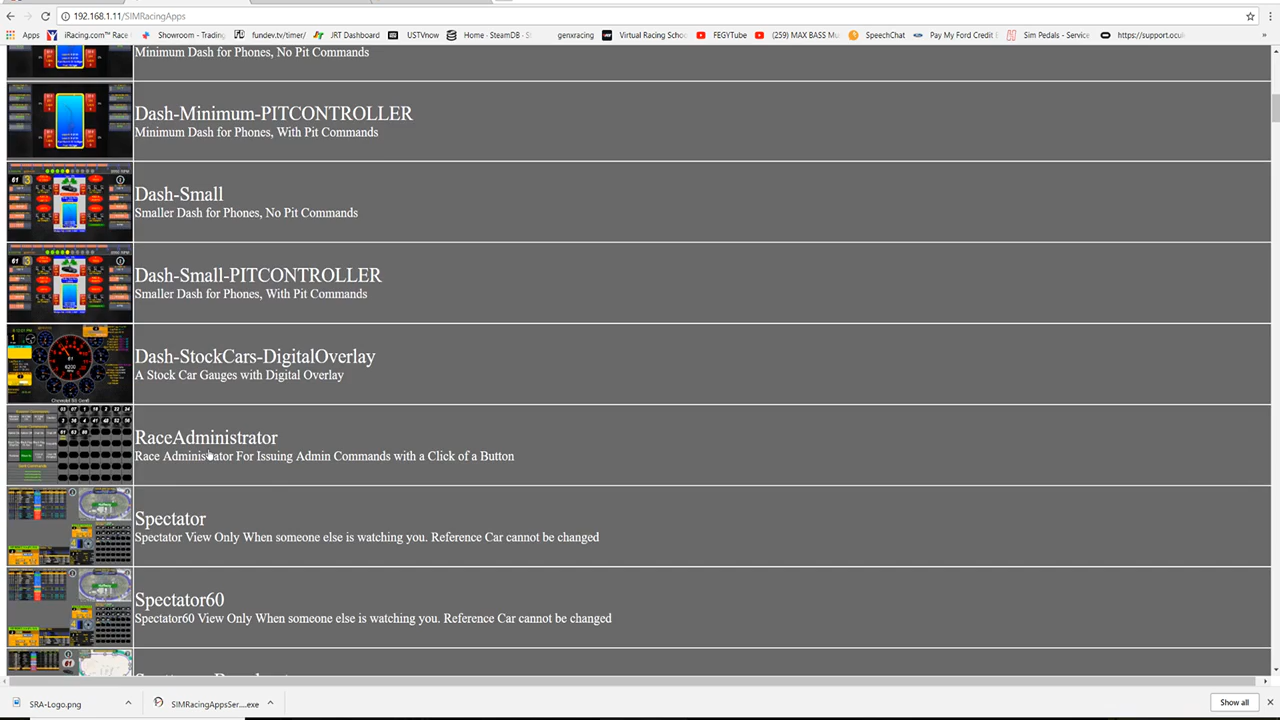 192.168.1.11/SIMRacingApps
Apps
iRacing.com™ Race
Showroom - Trading
fundev.tv/timer/
JRT Dashboard
USTVnow
Home - SteamDB - S
genxracing
Virtual Racing Schoo
FEGYTube
(259) MAX BASS Mu
SpeechChat
Pay My Ford Credit
Sim Pedals - Service
https://support.ocul
Minimum Dash for Phones, No Pit Commands
Dash-Minimum-PITCONTROLLER
Minimum Dash for Phones, With Pit Commands
Dash-Small
Smaller Dash for Phones, No Pit Commands
Dash-Small-PITCONTROLLER
Smaller Dash for Phones, With Pit Commands
Dash-StockCars-DigitalOverlay
A Stock Car Gauges with Digital Overlay
RaceAdministrator
Race Administrator For Issuing Admin Commands with a Click of a Button
Spectator
Spectator View Only When someone else is watching you. Reference Car cannot be changed
Spectator60
Spectator60 View Only When someone else is watching you. Reference Car cannot be changed
SRA-Logo.png
SIMRacingAppsSer....exe
Show all